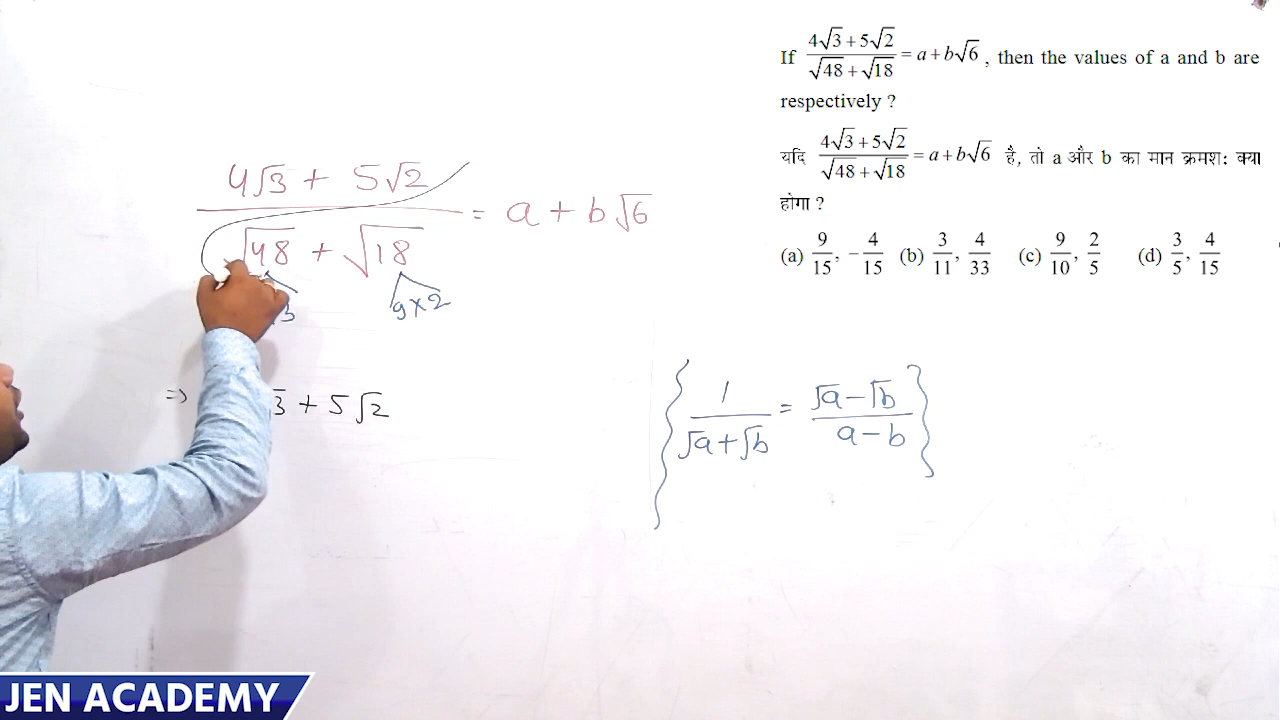 If (4√3+5√2)/(√48+√18) = a+b√6, then the values of a and b are
respectively ?
यदि (4√3+5√2)/(√48+√18) = a+b√6 है, तो a और b का मान क्रमश: क्या
होगा ?
(a) 9/15, -4/15 (b) 3/11, 4/33 (c) 9/10, 2/5 (d) 3/5, 4/15
(4√3 + 5√2)/(√48 + √18) = a + b√6
3 9×2
⇒ √3 + 5√2
{1/(√a+√b) = (√a-√b)/(a-b)}
JEN ACADEMY